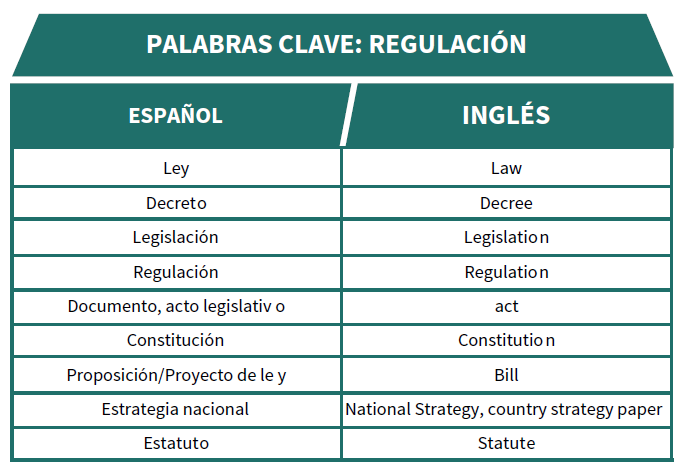 PALABRAS CLAVE: REGULACIÓN
ESPAÑOL INGLÉS
Ley Law
Decreto Decree
Legislación Legislation
Regulación Regulation
Documento, acto legislativ o act
Constitución Constitution
Proposición/Proyecto de le y Bill
Estrategia nacional National Strategy, country strategy paper
Estatuto Statute